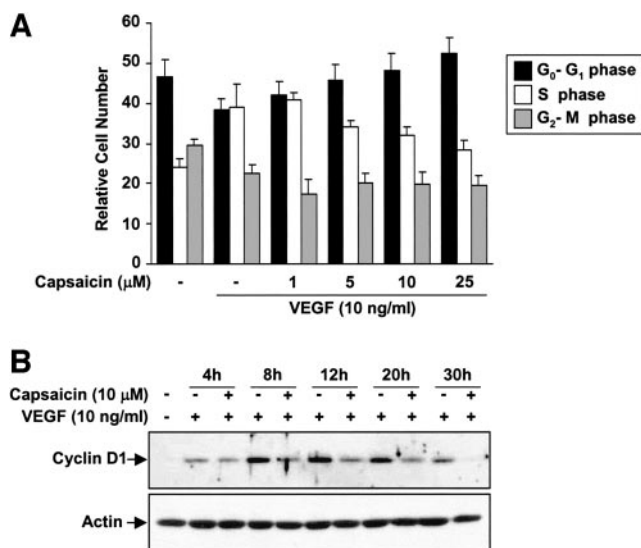 A
Relative Cell Number
60
50
40
30
20
10
0
G0- G1 phase
S phase
G2- M phase
Capsaicin (μM) - - 1 5 10 25
VEGF (10 ng/ml)
B
4h 8h 12h 20h 30h
Capsaicin (10 μM) - - + - + - + - + - +
VEGF (10 ng/ml) - + + + + + + + + + +
Cyclin D1
Actin